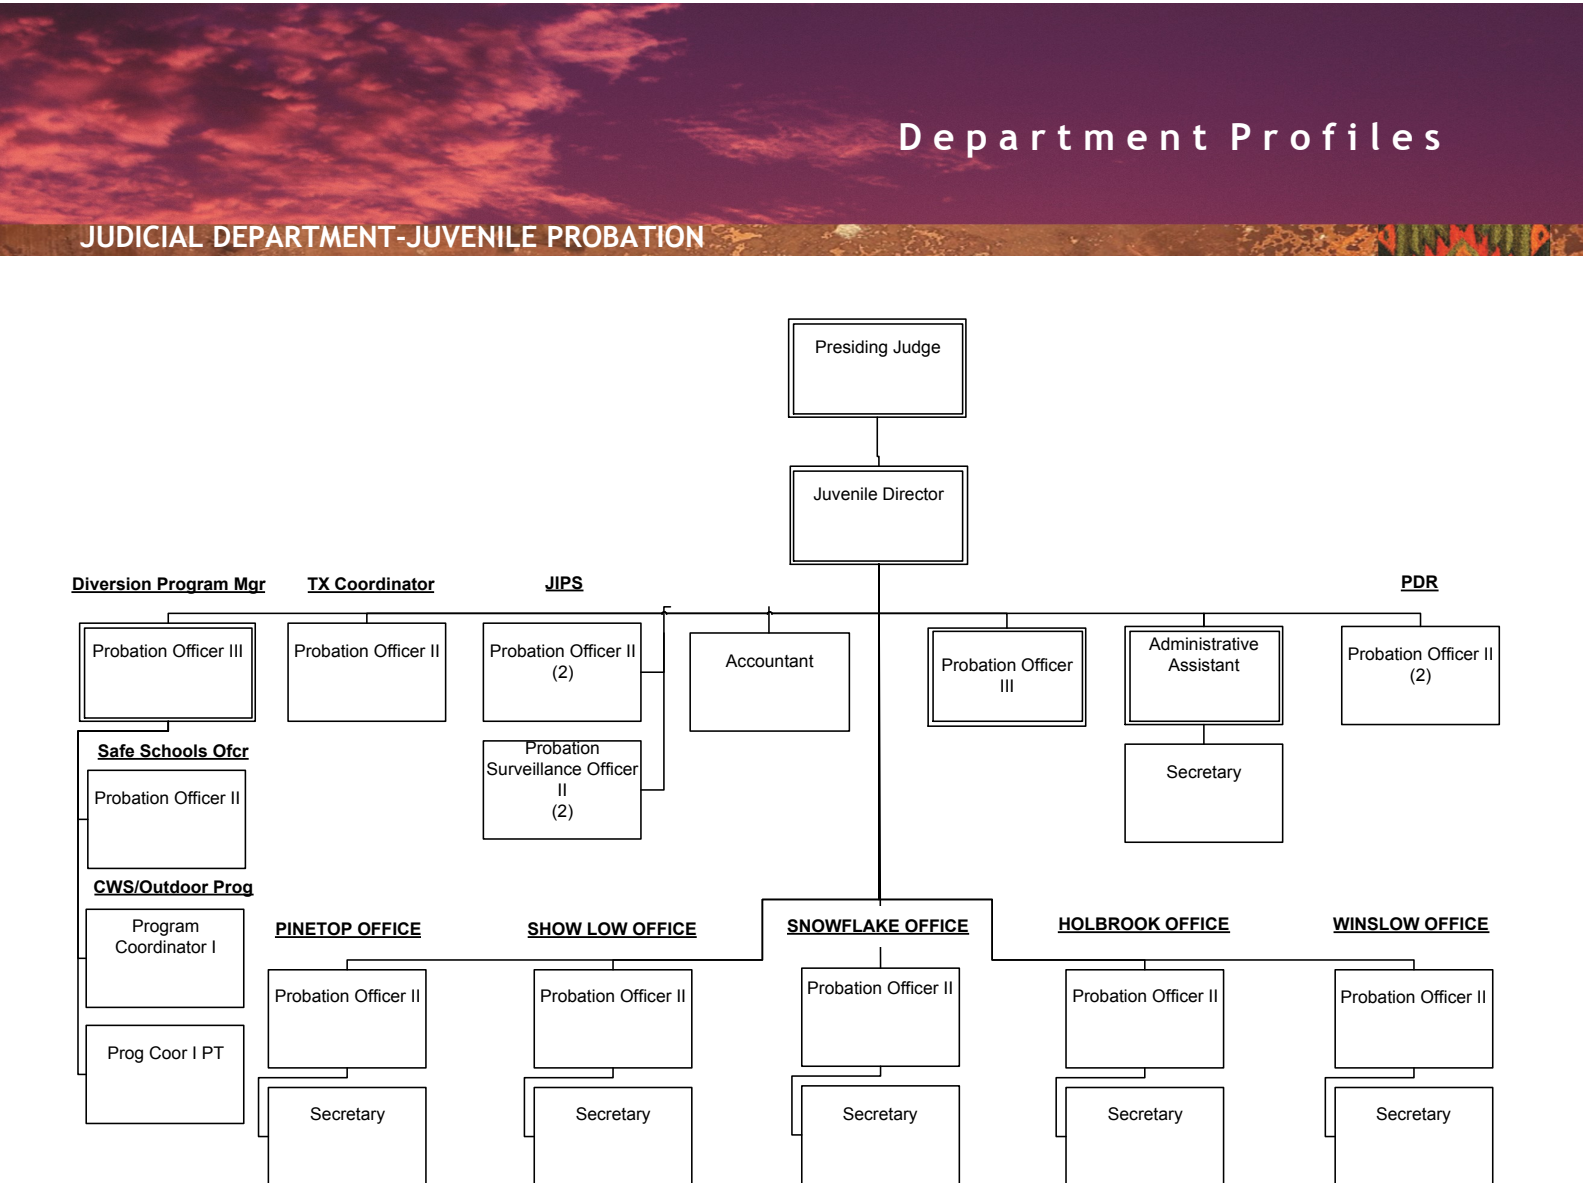 Department Profiles
JUDICIAL DEPARTMENT-JUVENILE PROBATION
Presiding Judge
Juvenile Director
Diversion Program Mgr
TX Coordinator
JIPS
PDR
Probation Officer III
Probation Officer II
Probation Officer II
(2)
Accountant
Probation Officer
III
Administrative
Assistant
Probation Officer II
(2)
Safe Schools Ofcr
Probation Officer II
Probation
Surveillance Officer
II
(2)
Secretary
CWS/Outdoor Prog
Program
Coordinator I
Prog Coor I PT
PINETOP OFFICE
SHOW LOW OFFICE
SNOWFLAKE OFFICE
HOLBROOK OFFICE
WINSLOW OFFICE
Probation Officer II
Probation Officer II
Probation Officer II
Probation Officer II
Probation Officer II
Secretary
Secretary
Secretary
Secretary
Secretary